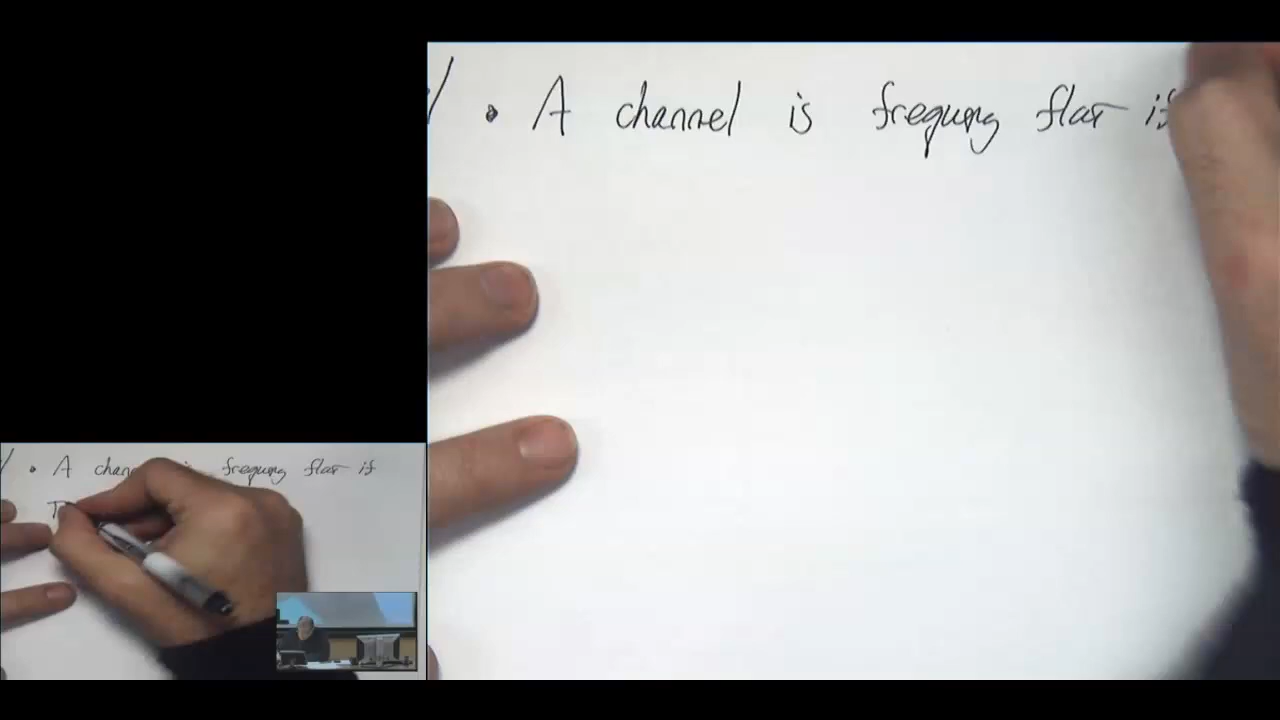 • A channel is frequency flat if